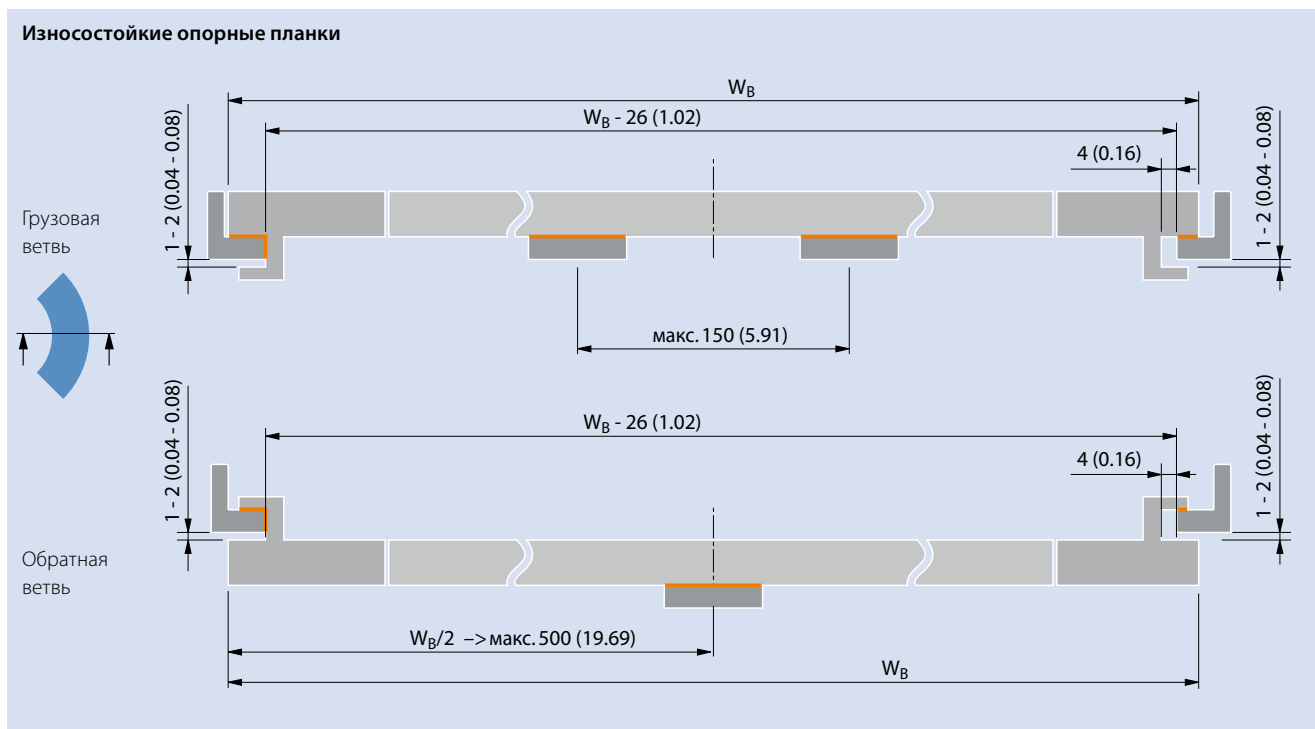 Износостойкие опорные планки
W_B
W_B - 26 (1.02)
4 (0.16)
1 - 2 (0.04 - 0.08)
1 - 2 (0.04 - 0.08)
Грузовая
ветвь
макс. 150 (5.91)
W_B - 26 (1.02)
4 (0.16)
1 - 2 (0.04 - 0.08)
1 - 2 (0.04 - 0.08)
Обратная
ветвь
W_B/2 –> макс. 500 (19.69)
W_B